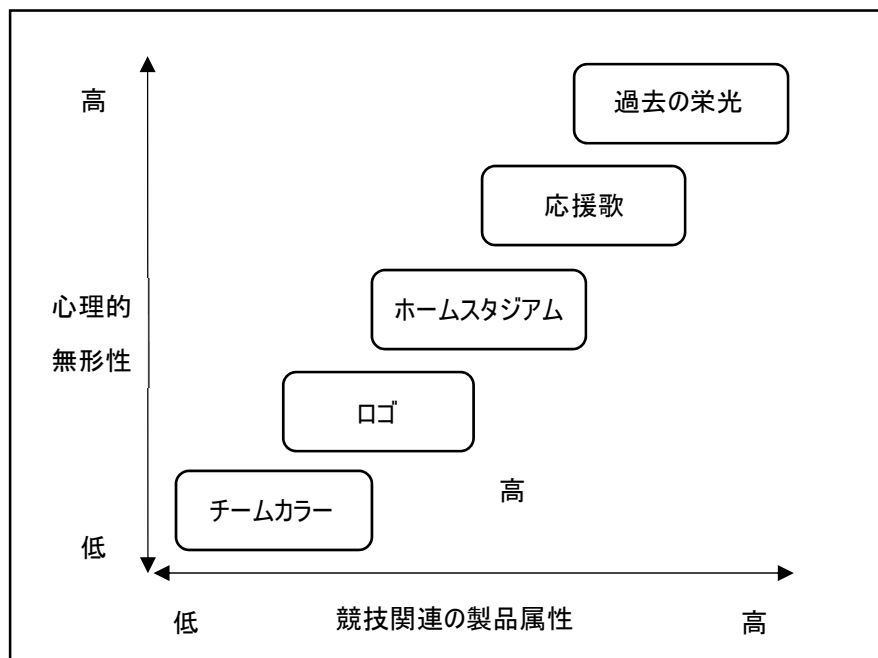 高
過去の栄光
応援歌
心理的
無形性
ホームスタジアム
ロゴ
高
チームカラー
低
低
競技関連の製品属性
高